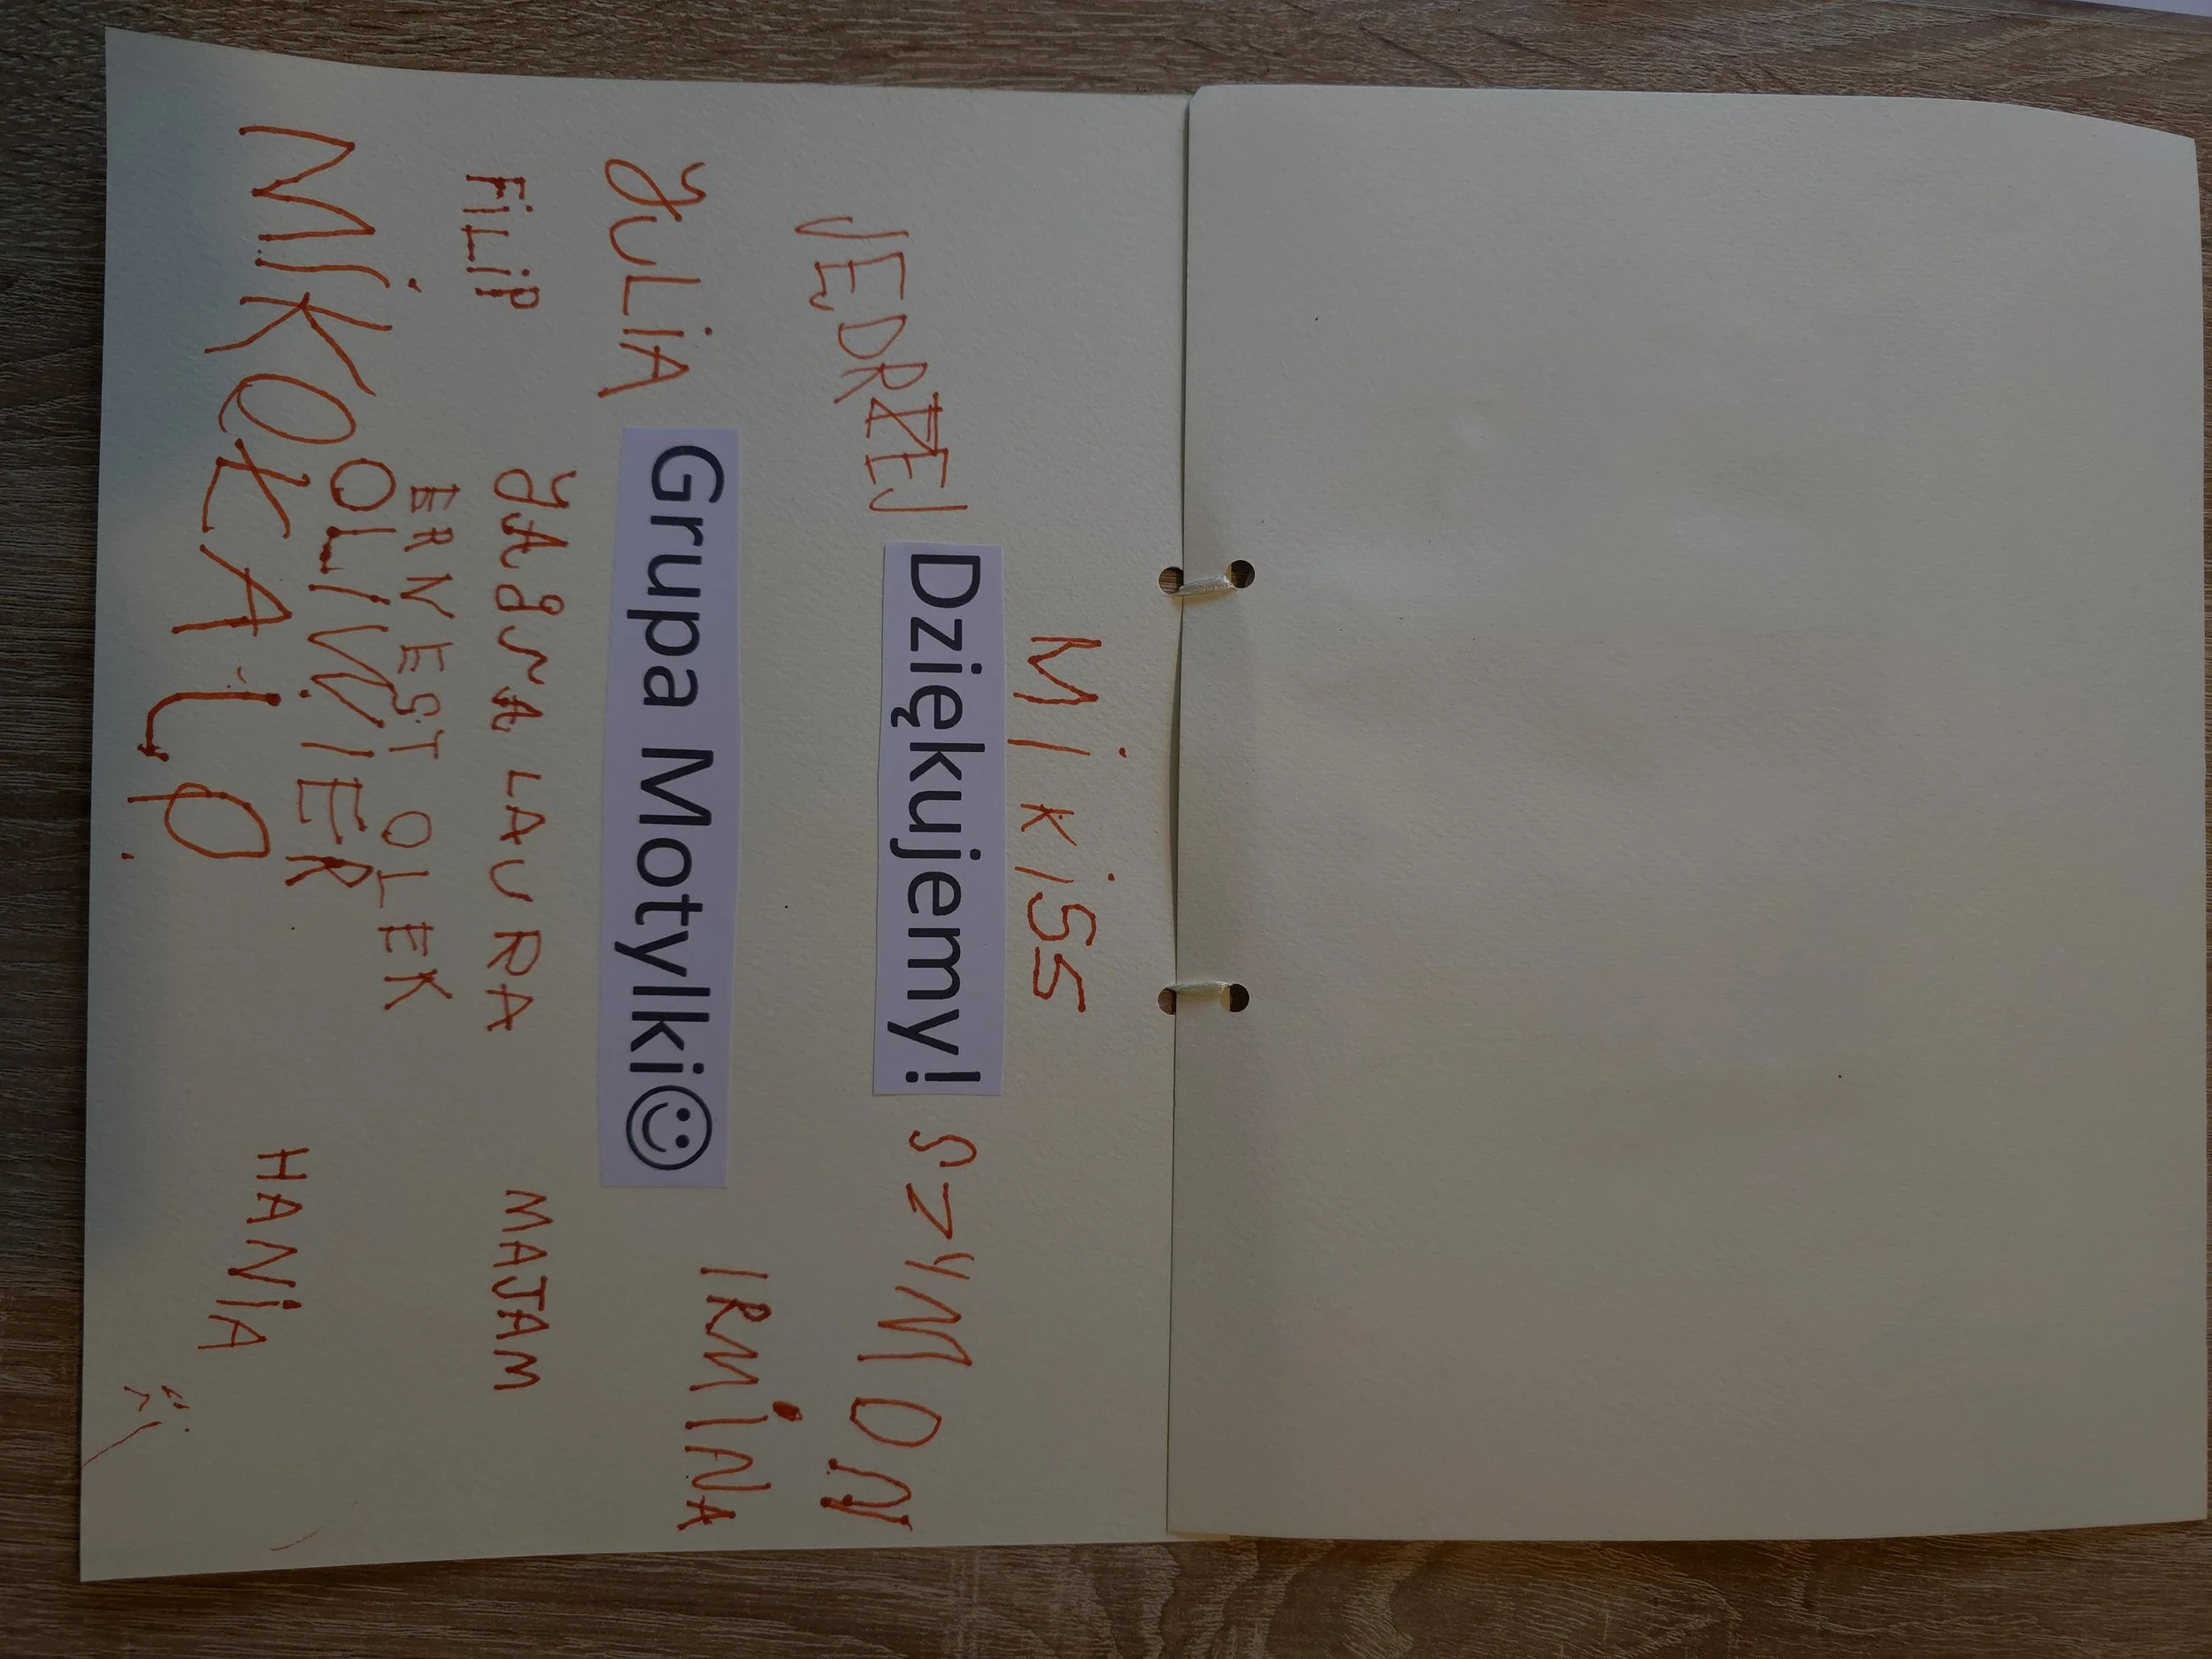 MiKiSS
JĘDRZEJ Dziękujemy! SZYMON
JULiA Grupa Motylki☺ IRMiNA
FiLiP JAgNA LAURA MAJAM
ERNEST OLEK
OLIWIER HANiA
MiKOŁAJ P